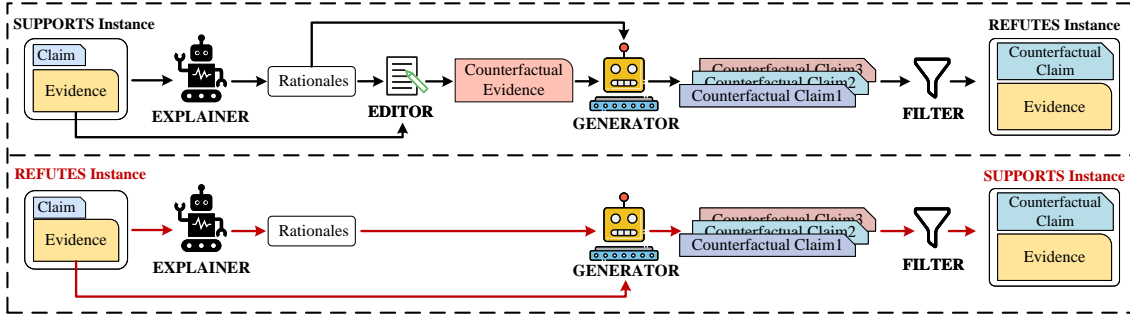 SUPPORTS Instance
Claim
Evidence
EXPLAINER
Rationales
EDITOR
Counterfactual
Evidence
GENERATOR
Counterfactual Claim3
Counterfactual Claim2
Counterfactual Claim1
FILTER
REFUTES Instance
Counterfactual
Claim
Evidence
REFUTES Instance
Claim
Evidence
EXPLAINER
Rationales
GENERATOR
Counterfactual Claim3
Counterfactual Claim2
Counterfactual Claim1
FILTER
SUPPORTS Instance
Counterfactual
Claim
Evidence